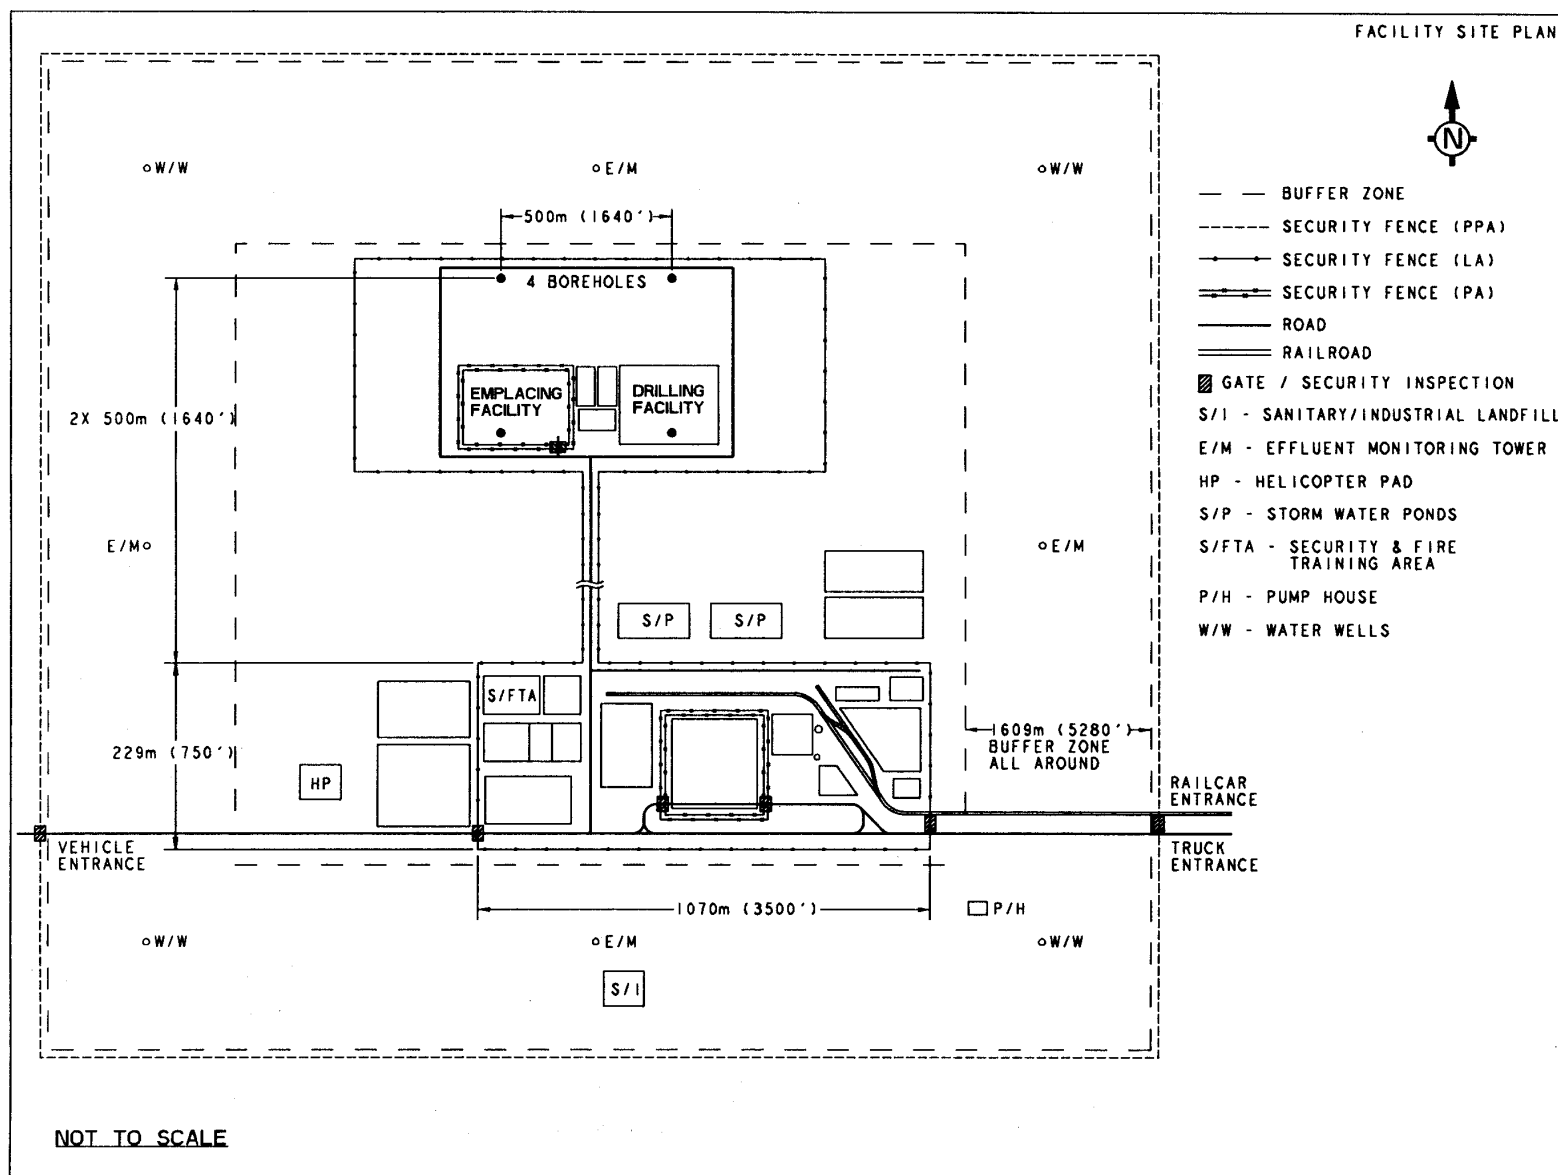 FACILITY SITE PLAN
N
W/W
E/M
W/W
500m (1640')
4 BOREHOLES
EMPLACING
FACILITY
DRILLING
FACILITY
2X 500m (1640')
E/M
E/M
S/P
S/P
S/FTA
229m (750')
HP
1609m (5280')
BUFFER ZONE
ALL AROUND
RAILCAR
ENTRANCE
VEHICLE
ENTRANCE
TRUCK
ENTRANCE
1070m (3500')
P/H
W/W
E/M
W/W
S/I
BUFFER ZONE
SECURITY FENCE (PPA)
SECURITY FENCE (LA)
SECURITY FENCE (PA)
ROAD
RAILROAD
GATE / SECURITY INSPECTION
S/I - SANITARY/INDUSTRIAL LANDFILL
E/M - EFFLUENT MONITORING TOWER
HP - HELICOPTER PAD
S/P - STORM WATER PONDS
S/FTA - SECURITY & FIRE
TRAINING AREA
P/H - PUMP HOUSE
W/W - WATER WELLS
NOT TO SCALE